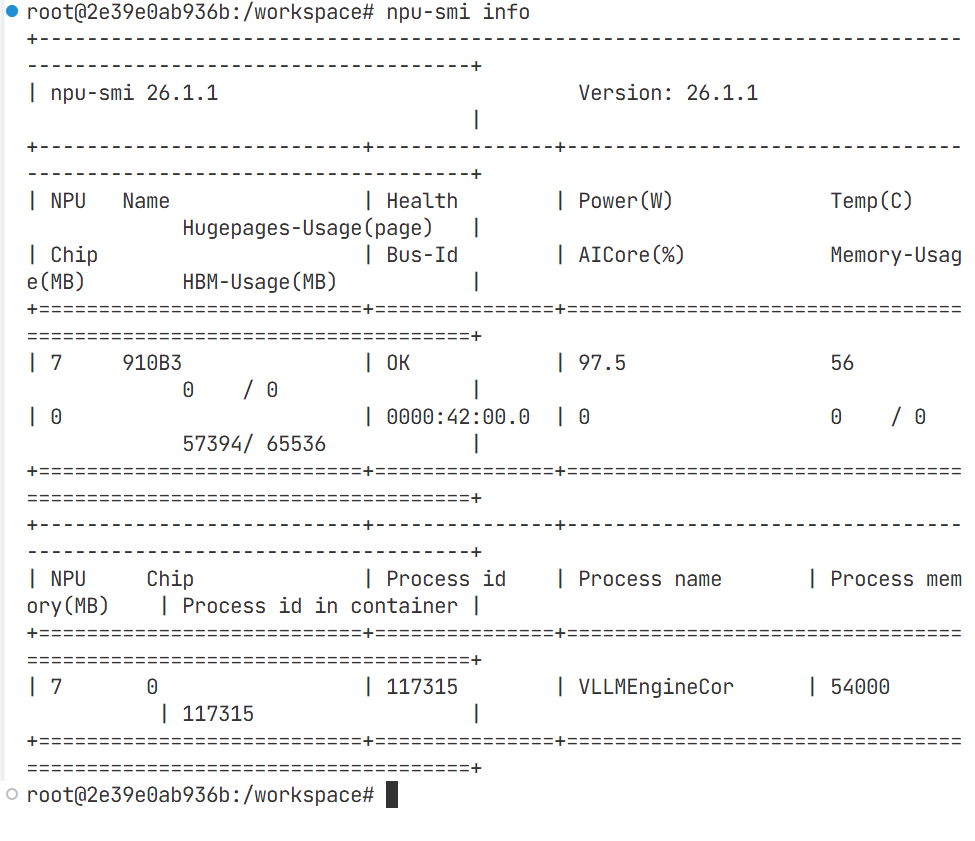 root@2e39e0ab936b:/workspace# npu-smi info
+------------------------------------------------------------------------------
-------------------------------------+
| npu-smi 26.1.1                              Version: 26.1.1
                                     |
+---------------------------+---------------+---------------------------------
-------------------------------------+
| NPU   Name                | Health        | Power(W)             Temp(C)
             Hugepages-Usage(page)   |
| Chip                      | Bus-Id        | AICore(%)            Memory-Usag
e(MB)        HBM-Usage(MB)           |
+===========================+===============+=================================
=====================================+
| 7     910B3               | OK            | 97.5                 56
             0    / 0                |
| 0                         | 0000:42:00.0  | 0                    0    / 0
             57394/ 65536            |
+===========================+===============+=================================
=====================================+
+---------------------------+---------------+---------------------------------
-------------------------------------+
| NPU     Chip              | Process id    | Process name       | Process mem
ory(MB)    | Process id in container |
+===========================+===============+=================================
=====================================+
| 7       0                 | 117315        | VLLMEngineCor      | 54000
           | 117315                  |
+===========================+===============+=================================
=====================================+
root@2e39e0ab936b:/workspace#